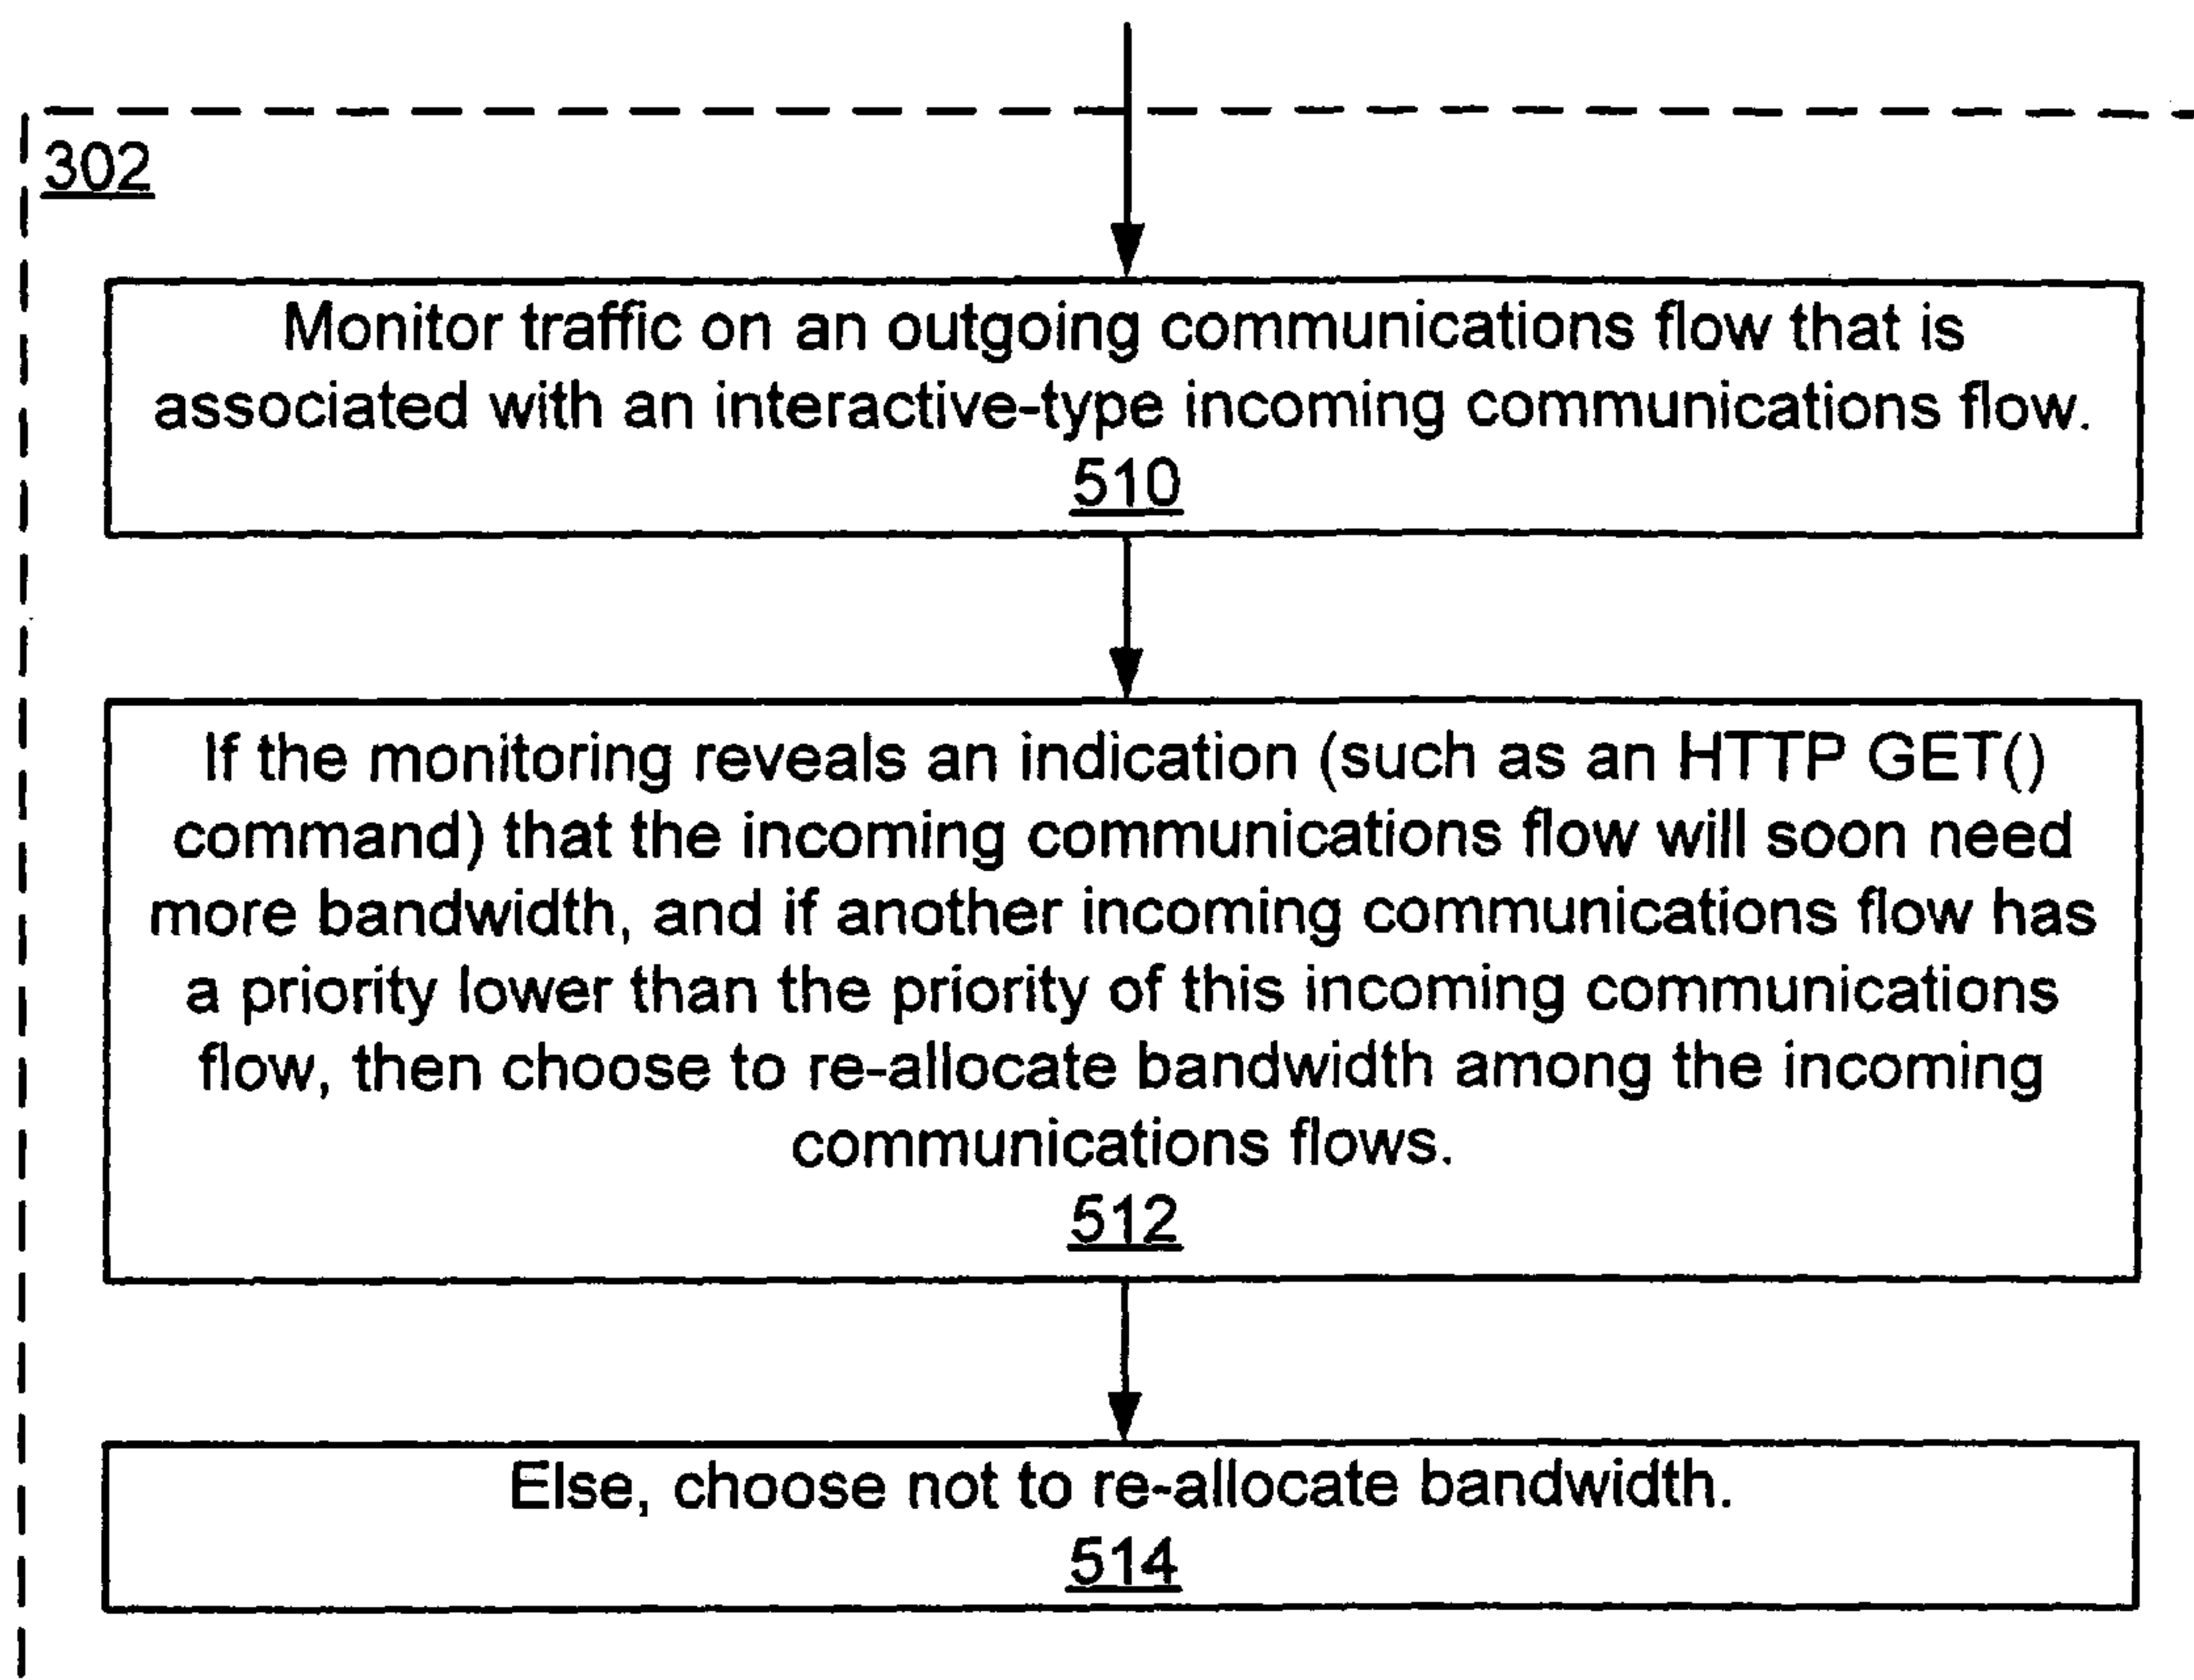 302
Monitor traffic on an outgoing communications flow that is
associated with an interactive-type incoming communications flow.
510
If the monitoring reveals an indication (such as an HTTP GET()
command) that the incoming communications flow will soon need
more bandwidth, and if another incoming communications flow has
a priority lower than the priority of this incoming communications
flow, then choose to re-allocate bandwidth among the incoming
communications flows.
512
Else, choose not to re-allocate bandwidth.
514